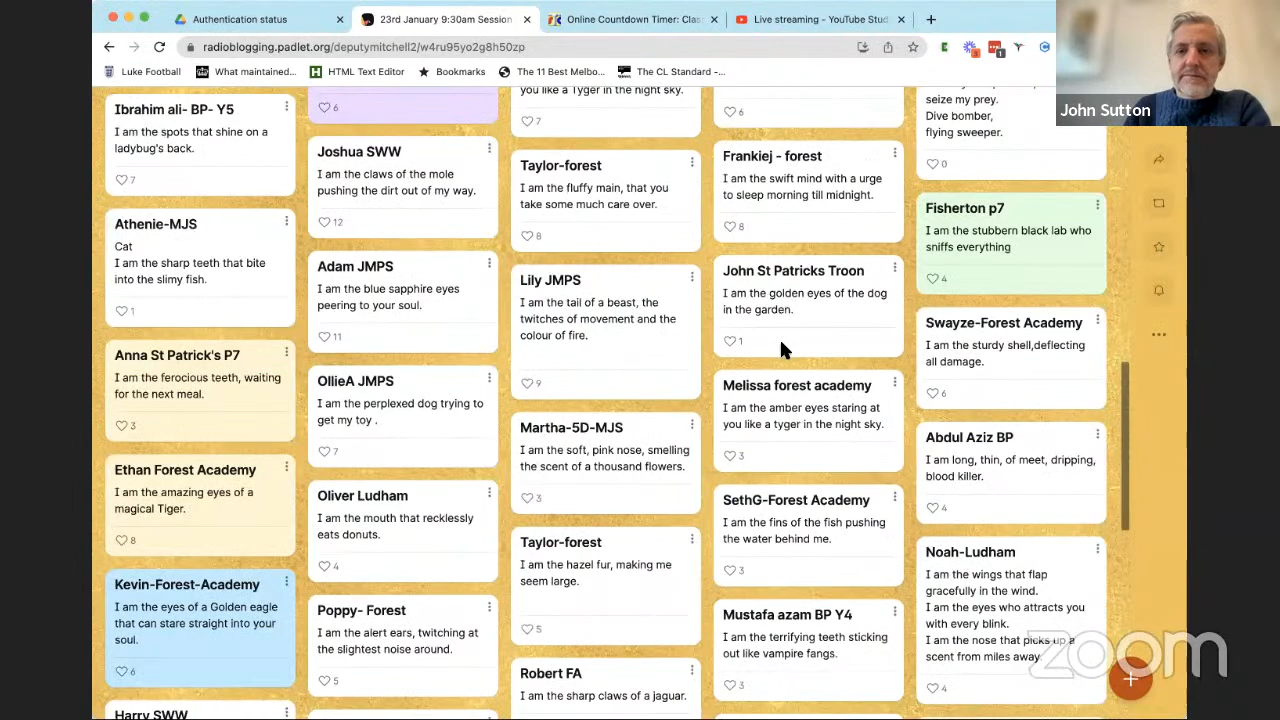 Authentication status
23rd January 9:30am Session
Online Countdown Timer: Clas
Live streaming - YouTube Stud
radioblogging.padlet.org/deputymitchell2/w4ru95yo2g8h50zp
Luke Football
What maintained...
HTML Text Editor
Bookmarks
The 11 Best Melbo...
The CL Standard -...
John Sutton
Ibrahim ali- BP- Y5
I am the spots that shine on a
ladybug's back.
7
Athenie-MJS
Cat
I am the sharp teeth that bite
into the slimy fish.
1
Anna St Patrick's P7
I am the ferocious teeth, waiting
for the next meal.
3
Ethan Forest Academy
I am the amazing eyes of a
magical Tiger.
8
Kevin-Forest-Academy
I am the eyes of a Golden eagle
that can stare straight into your
soul.
6
Harry SWW
6
Joshua SWW
I am the claws of the mole
pushing the dirt out of my way.
12
Adam JMPS
I am the blue sapphire eyes
peering to your soul.
11
OllieA JMPS
I am the perplexed dog trying to
get my toy .
7
Oliver Ludham
I am the mouth that recklessly
eats donuts.
4
Poppy- Forest
I am the alert ears, twitching at
the slightest noise around.
5
you like a Tyger in the night sky.
7
Taylor-forest
I am the fluffy main, that you
take some much care over.
8
Lily JMPS
I am the tail of a beast, the
twitches of movement and the
colour of fire.
9
Martha-5D-MJS
I am the soft, pink nose, smelling
the scent of a thousand flowers.
3
Taylor-forest
I am the hazel fur, making me
seem large.
5
Robert FA
I am the sharp claws of a jaguar.
6
Frankiej - forest
I am the swift mind with a urge
to sleep morning till midnight.
8
John St Patricks Troon
I am the golden eyes of the dog
in the garden.
1
Melissa forest academy
I am the amber eyes staring at
you like a tyger in the night sky.
3
SethG-Forest Academy
I am the fins of the fish pushing
the water behind me.
3
Mustafa azam BP Y4
I am the terrifying teeth sticking
out like vampire fangs.
3
seize my prey.
Dive bomber,
flying sweeper.
0
Fisherton p7
I am the stubbern black lab who
sniffs everything
4
Swayze-Forest Academy
I am the sturdy shell,deflecting
all damage.
6
Abdul Aziz BP
I am long, thin, of meet, dripping,
blood killer.
4
Noah-Ludham
I am the wings that flap
gracefully in the wind.
I am the eyes who attracts you
with every blink.
I am the nose that picks up a
scent from miles away.
4
zoom